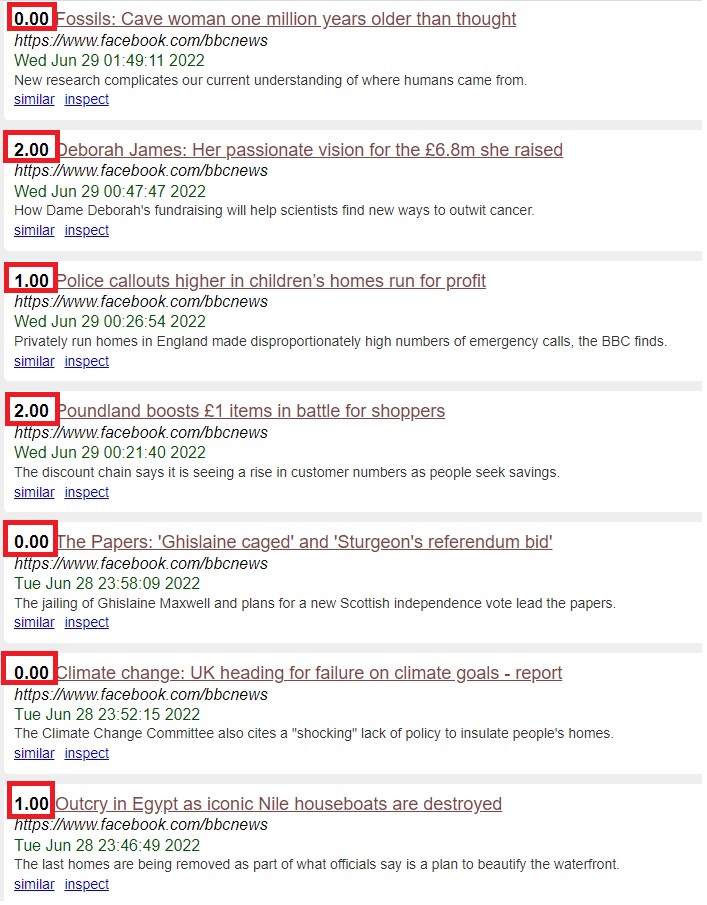 0.00 Fossils: Cave woman one million years older than thought
https://www.facebook.com/bbcnews
Wed Jun 29 01:49:11 2022
New research complicates our current understanding of where humans came from.
similar inspect
2.00 Deborah James: Her passionate vision for the £6.8m she raised
https://www.facebook.com/bbcnews
Wed Jun 29 00:47:47 2022
How Dame Deborah's fundraising will help scientists find new ways to outwit cancer.
similar inspect
1.00 Police callouts higher in children’s homes run for profit
https://www.facebook.com/bbcnews
Wed Jun 29 00:26:54 2022
Privately run homes in England made disproportionately high numbers of emergency calls, the BBC finds.
similar inspect
2.00 Poundland boosts £1 items in battle for shoppers
https://www.facebook.com/bbcnews
Wed Jun 29 00:21:40 2022
The discount chain says it is seeing a rise in customer numbers as people seek savings.
similar inspect
0.00 The Papers: 'Ghislaine caged' and 'Sturgeon's referendum bid'
https://www.facebook.com/bbcnews
Tue Jun 28 23:58:09 2022
The jailing of Ghislaine Maxwell and plans for a new Scottish independence vote lead the papers.
similar inspect
0.00 Climate change: UK heading for failure on climate goals - report
https://www.facebook.com/bbcnews
Tue Jun 28 23:52:15 2022
The Climate Change Committee also cites a "shocking" lack of policy to insulate people's homes.
similar inspect
1.00 Outcry in Egypt as iconic Nile houseboats are destroyed
https://www.facebook.com/bbcnews
Tue Jun 28 23:46:49 2022
The last homes are being removed as part of what officials say is a plan to beautify the waterfront.
similar inspect